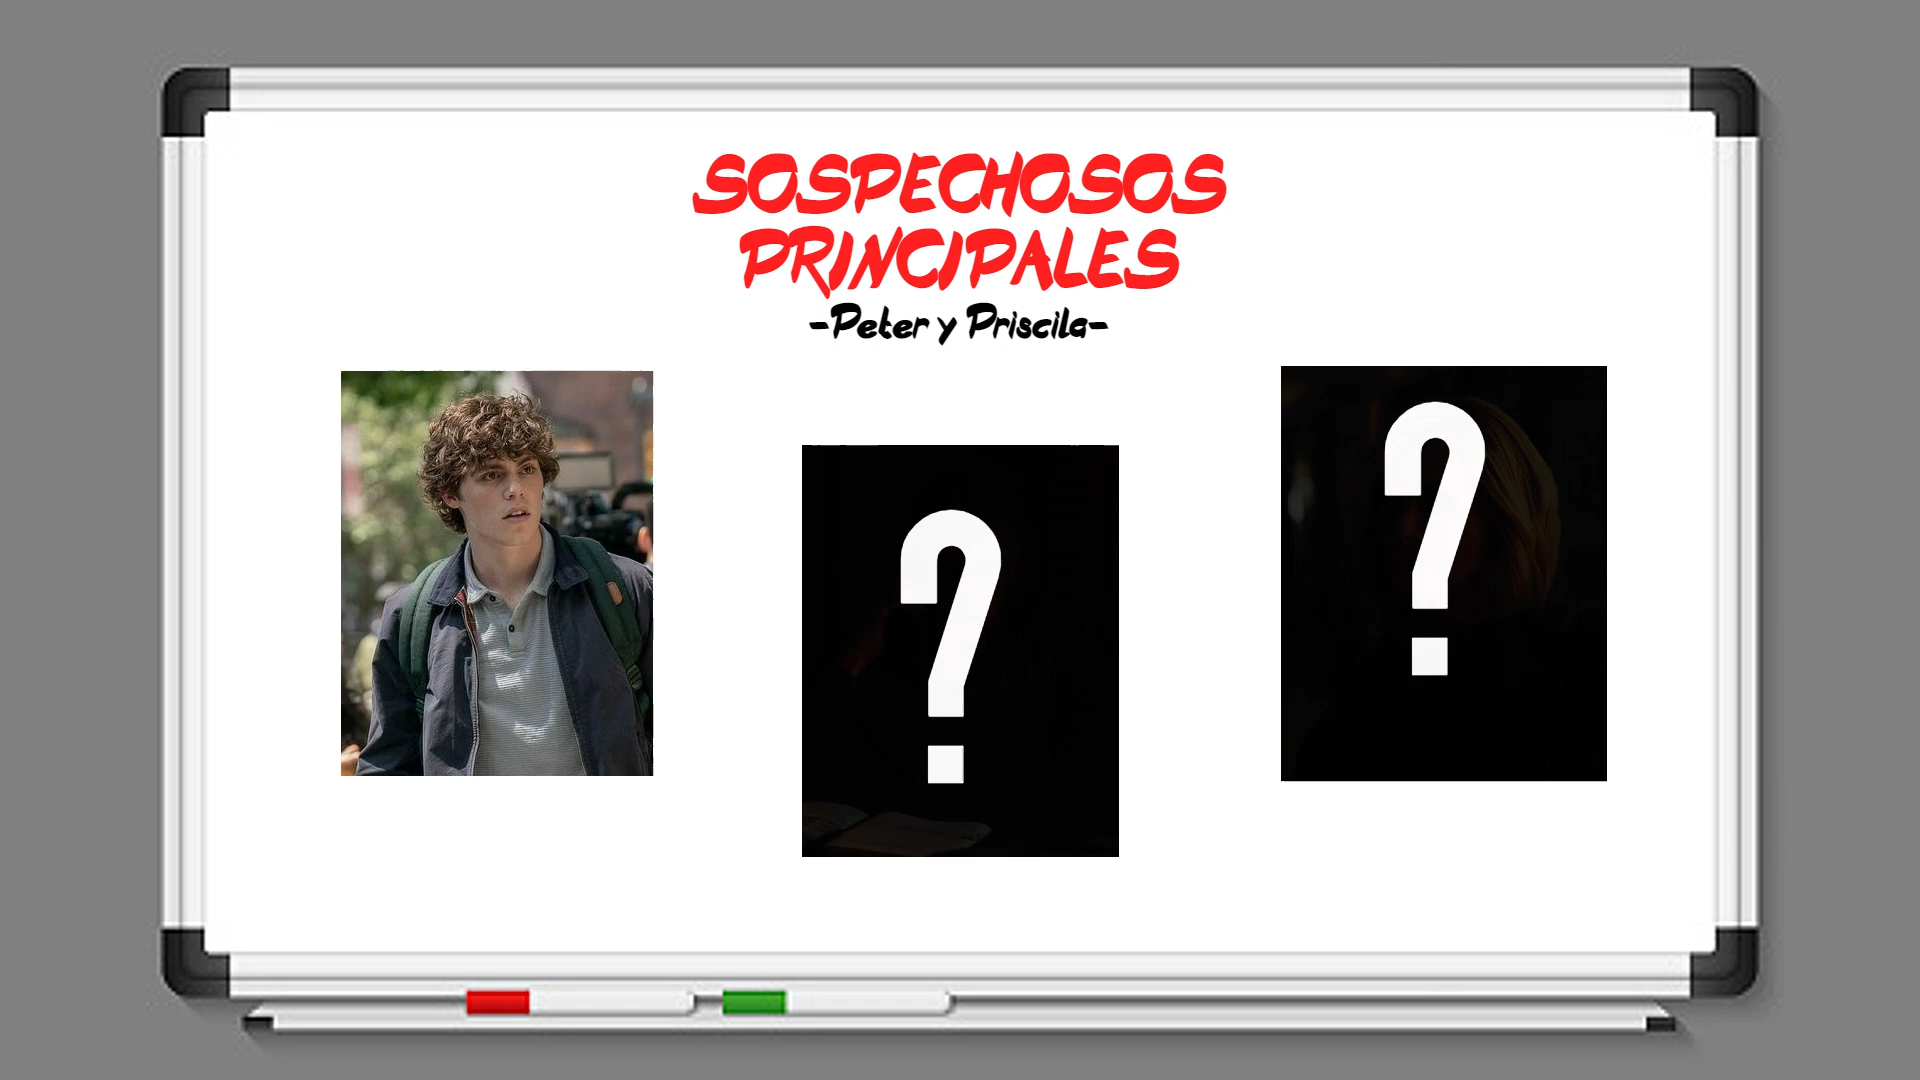 SOSPECHOSOS
PRINCIPALES
-Peter y Priscila-
?
?